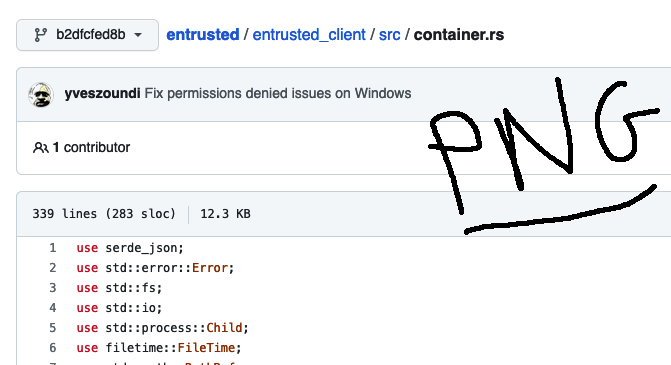 b2dfcfed8b entrusted / entrusted_client / src / container.rs
yveszoundi Fix permissions denied issues on Windows
1 contributor
PNG
339 lines (283 sloc) 12.3 KB
1 use serde_json;
2 use std::error::Error;
3 use std::fs;
4 use std::io;
5 use std::process::Child;
6 use filetime::FileTime;